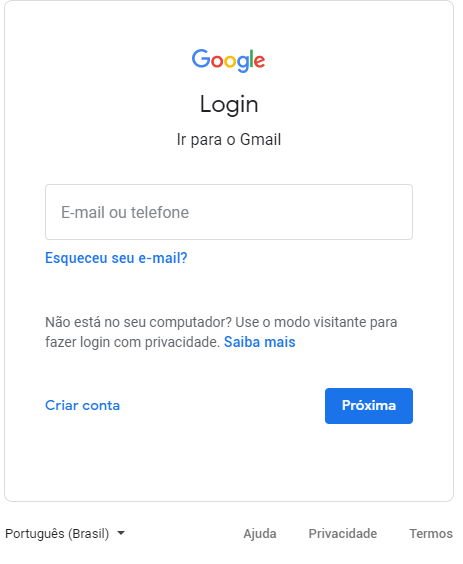 Google
Login
Ir para o Gmail
E-mail ou telefone
Esqueceu seu e-mail?
Não está no seu computador? Use o modo visitante para
fazer login com privacidade. Saiba mais
Criar conta
Próxima
Português (Brasil)
Ajuda
Privacidade
Termos